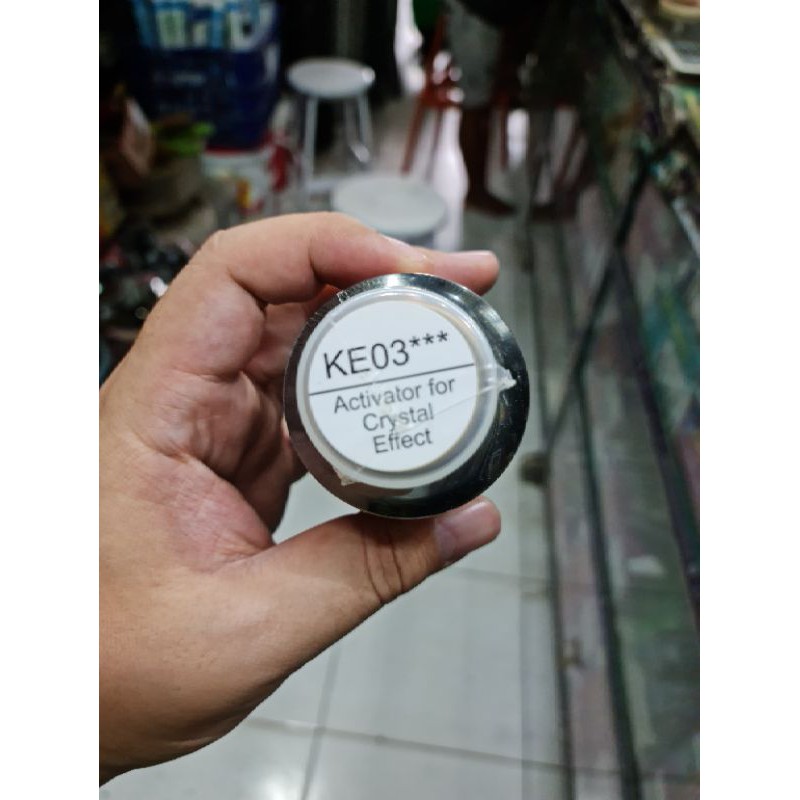 KE03***
Activator for
Crystal
Effect